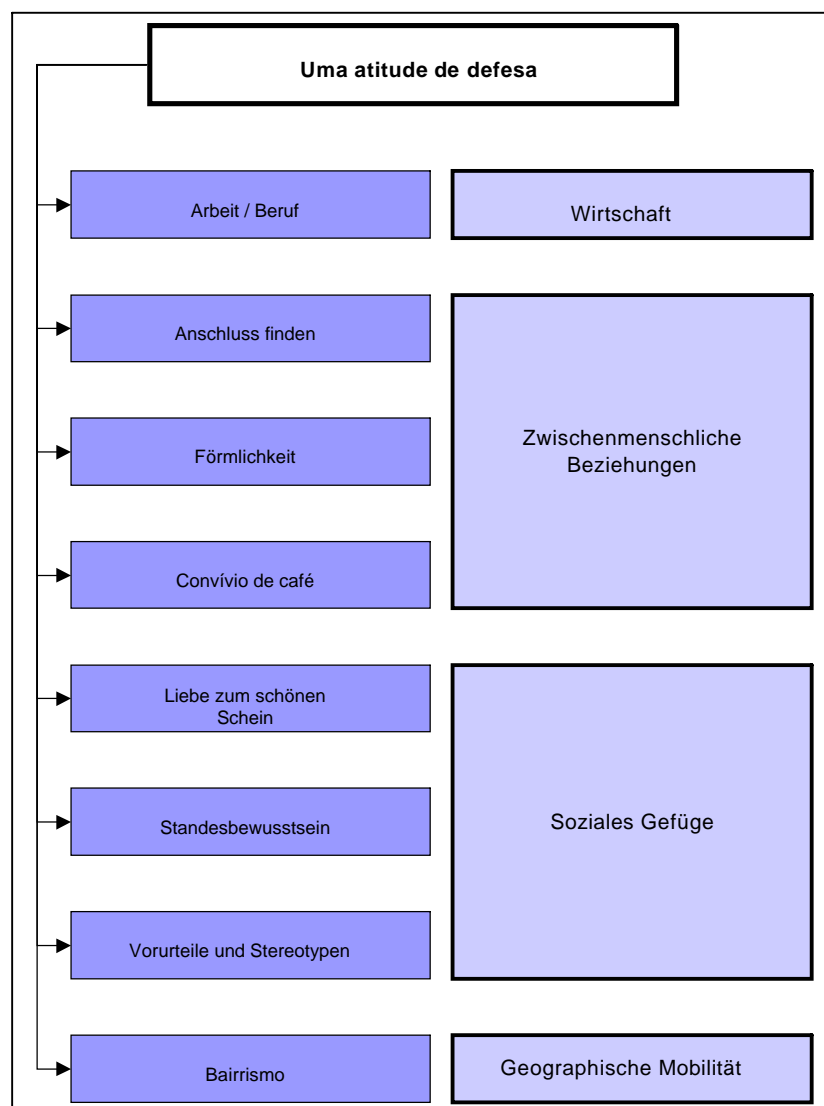 Uma atitude de defesa
Arbeit / Beruf
Wirtschaft
Anschluss finden
Förmlichkeit
Convívio de café
Zwischenmenschliche
Beziehungen
Liebe zum schönen
Schein
Standesbewusstsein
Vorurteile und Stereotypen
Soziales Gefüge
Bairrismo
Geographische Mobilität